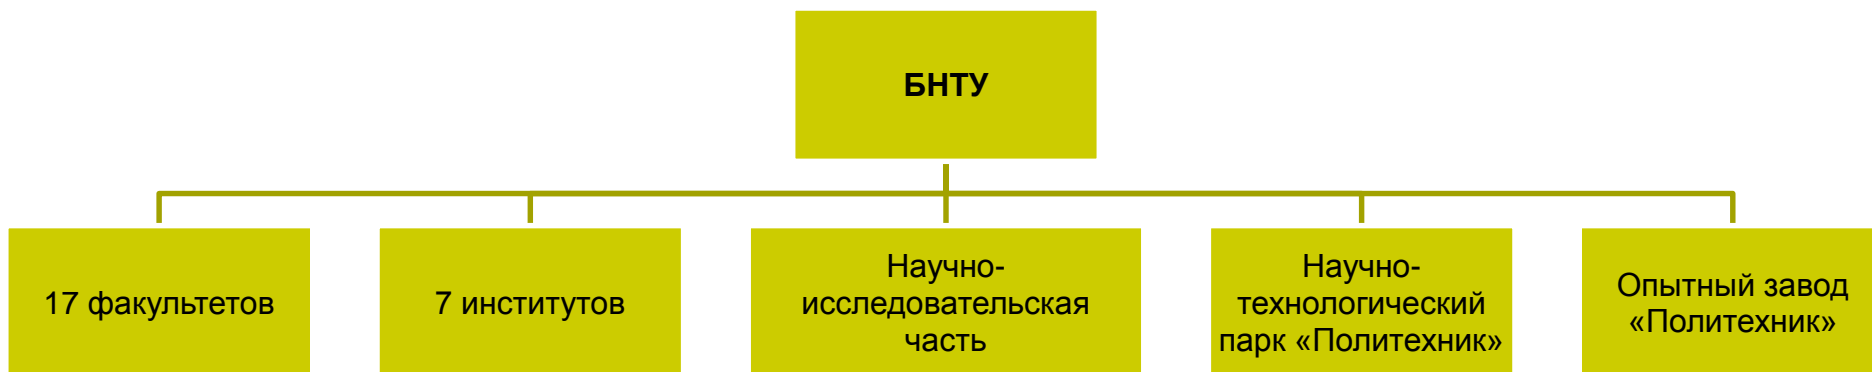 БНТУ
17 факультетов
7 институтов
Научно-
исследовательская
часть
Научно-
технологический
парк «Политехник»
Опытный завод
«Политехник»